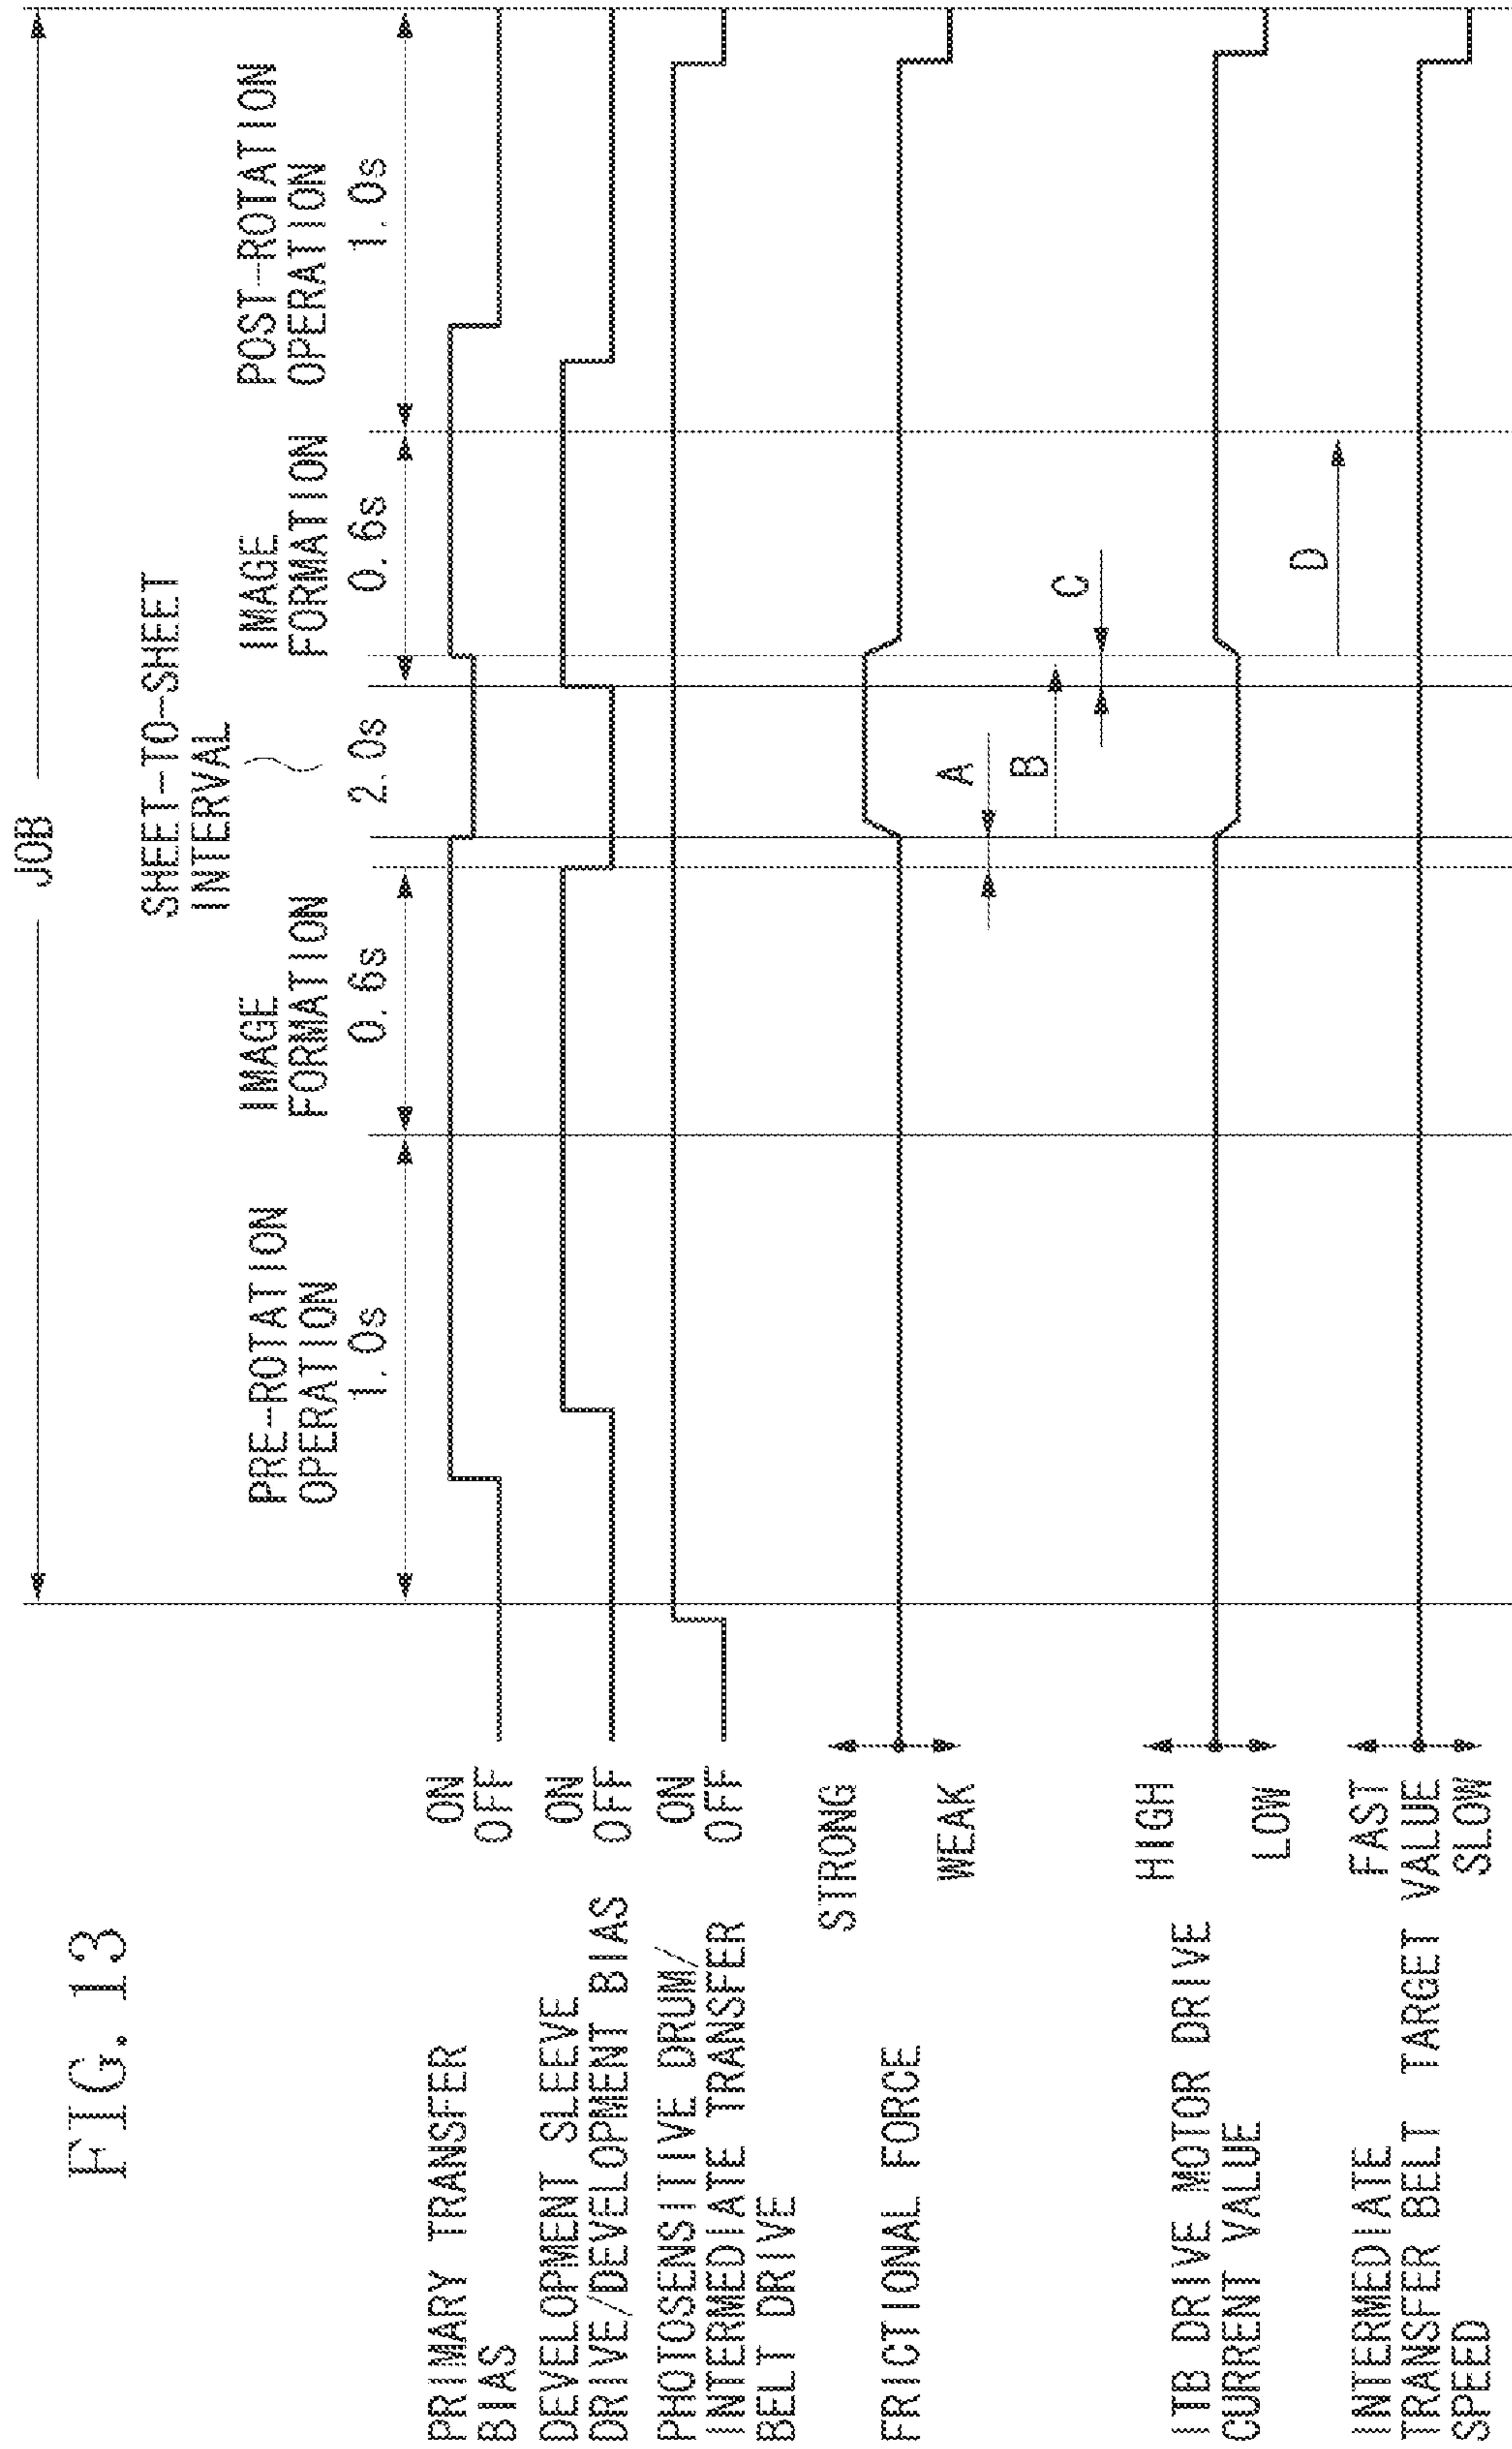 FIG. 13
JOB
SHEET-TO-SHEET
INTERVAL
PRE-ROTATION
OPERATION
1.0s
IMAGE
FORMATION
0.6s
2.0s
IMAGE
FORMATION
0.6s
POST-ROTATION
OPERATION
1.0s
PRIMARY TRANSFER
BIAS
ON
OFF
DEVELOPMENT SLEEVE
DRIVE/DEVELOPMENT BIAS
ON
OFF
PHOTOSENSITIVE DRUM/
INTERMEDIATE TRANSFER
BELT DRIVE
ON
OFF
FRICTIONAL FORCE
STRONG
WEAK
A
B
C
ITB DRIVE MOTOR DRIVE
CURRENT VALUE
HIGH
LOW
D
INTERMEDIATE
TRANSFER BELT
SPEED
FAST
TARGET VALUE
SLOW